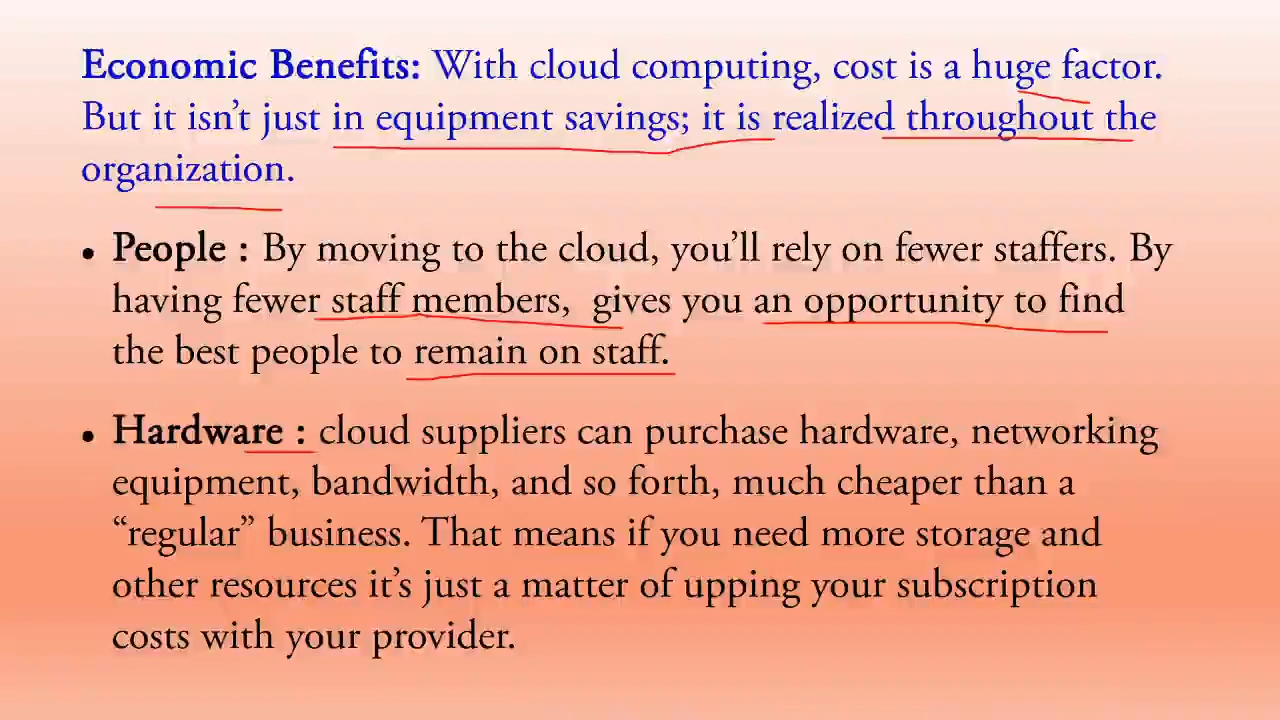 Economic Benefits: With cloud computing, cost is a huge factor.
But it isn't just in equipment savings; it is realized throughout the
organization.
• People : By moving to the cloud, you'll rely on fewer staffers. By
having fewer staff members, gives you an opportunity to find
the best people to remain on staff.
• Hardware : cloud suppliers can purchase hardware, networking
equipment, bandwidth, and so forth, much cheaper than a
“regular” business. That means if you need more storage and
other resources it's just a matter of upping your subscription
costs with your provider.